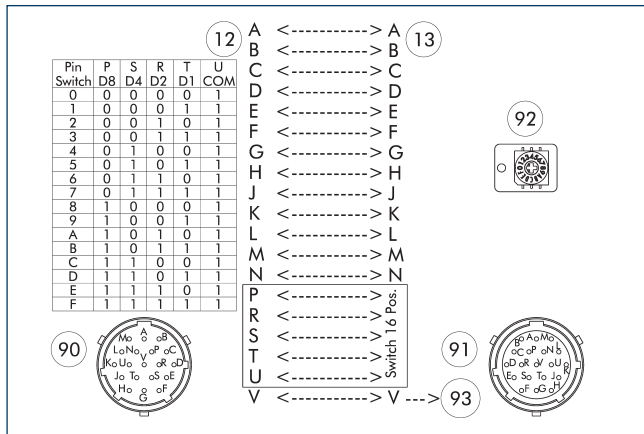 12
13
Pin P S R T U
Switch D8 D4 D2 D1 COM
0 0 0 0 0 1
1 0 0 0 1 1
2 0 0 1 0 1
3 0 0 1 1 1
4 0 1 0 0 1
5 0 1 0 1 1
6 0 1 1 0 1
7 0 1 1 1 1
8 1 0 0 0 1
9 1 0 0 1 1
A 1 0 1 0 1
B 1 0 1 1 1
C 1 1 0 0 1
D 1 1 0 1 1
E 1 1 1 0 1
F 1 1 1 1 1
A <-----------> A
B <-----------> B
C <-----------> C
D <-----------> D
E <-----------> E
F <-----------> F
G <-----------> G
H <-----------> H
J <-----------> J
K <-----------> K
L <-----------> L
M <-----------> M
N <-----------> N
P <----------->
R <----------->
S <----------->
T <----------->
U <----------->
Switch 16 Pos.
V <-----------> V ---> 93
92
90
A
M B
L N P C
V
K U R D
J T S E
H F
G
91
B A M
C P N L
D R V U
K
E S T J
F G H